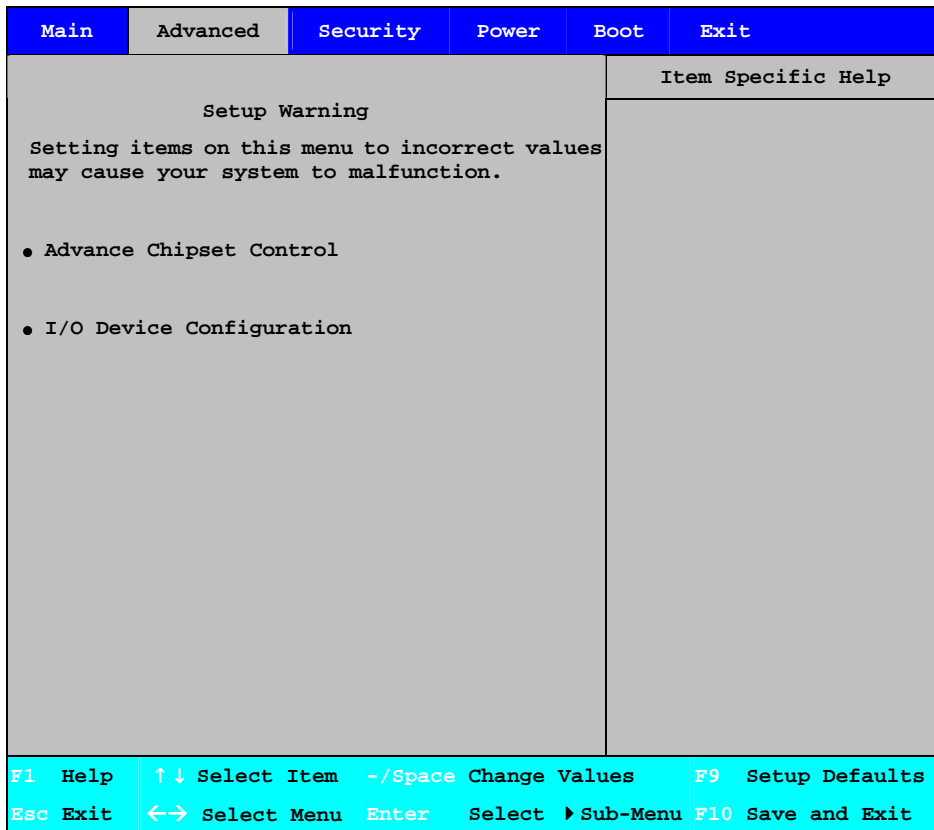 Main Advanced Security Power Boot Exit
Item Specific Help
Setup Warning
Setting items on this menu to incorrect values
may cause your system to malfunction.
● Advance Chipset Control
● I/O Device Configuration
F1 Help ↑↓ Select Item -/Space Change Values F9 Setup Defaults
Esc Exit ←→ Select Menu Enter Select ▶Sub-Menu F10 Save and Exit